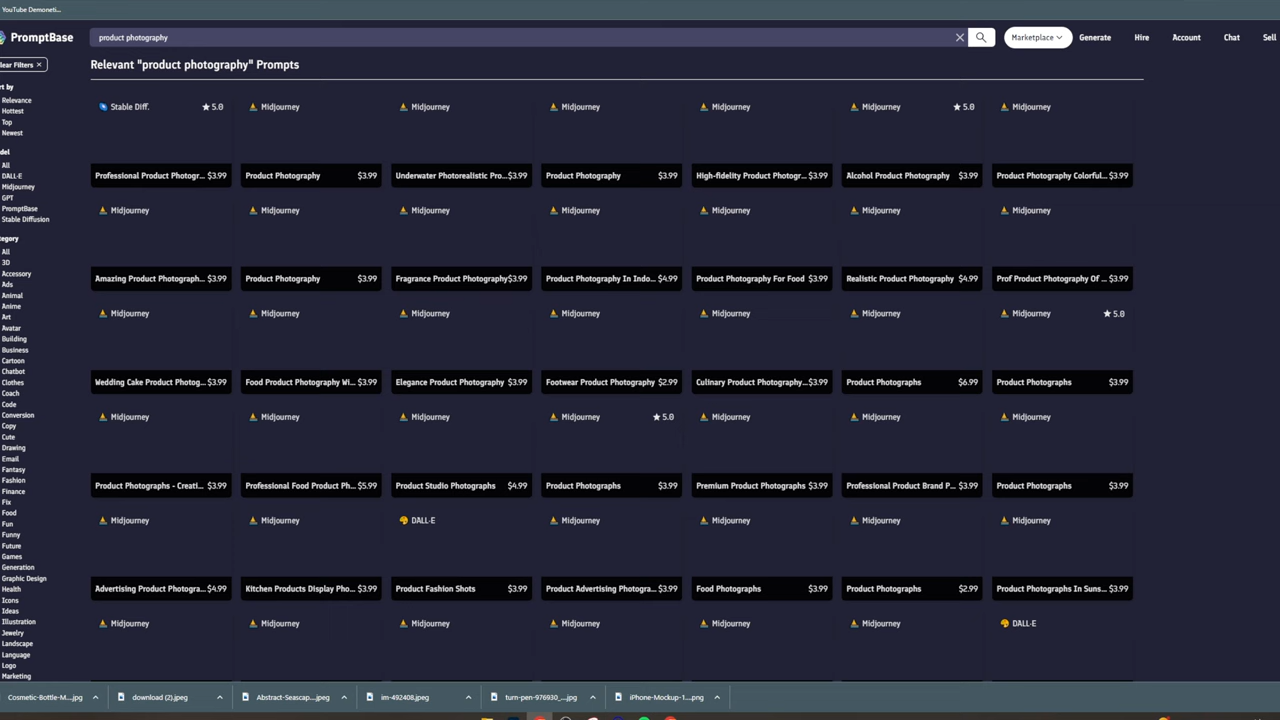 YouTube Demoneti...
PromptBase
product photography
Marketplace
Generate
Hire
Account
Chat
Sell
lear Filters ×
Relevant "product photography" Prompts
rt by
Relevance
Hottest
Top
Newest
odel
All
DALL·E
Midjourney
GPT
PromptBase
Stable Diffusion
tegory
All
3D
Accessory
Ads
Animal
Anime
Art
Avatar
Building
Business
Cartoon
Chatbot
Clothes
Coach
Code
Conversion
Copy
Cute
Drawing
Email
Fantasy
Fashion
Finance
Fix
Food
Fun
Funny
Future
Games
Generation
Graphic Design
Health
Icons
Ideas
Illustration
Jewelry
Landscape
Language
Logo
Marketing
Stable Diff. ★ 5.0
Midjourney
Midjourney
Midjourney
Midjourney
Midjourney ★ 5.0
Midjourney
Professional Product Photogr... $3.99
Product Photography $3.99
Underwater Photorealistic Pro... $3.99
Product Photography $3.99
High-fidelity Product Photogr... $3.99
Alcohol Product Photography $3.99
Product Photography Colorful... $3.99
Midjourney
Midjourney
Midjourney
Midjourney
Midjourney
Midjourney
Midjourney
Amazing Product Photograph... $3.99
Product Photography $3.99
Fragrance Product Photography $3.99
Product Photography In Indo... $4.99
Product Photography For Food $3.99
Realistic Product Photography $4.99
Prof Product Photography Of ... $3.99
Midjourney
Midjourney
Midjourney
Midjourney
Midjourney
Midjourney
Midjourney ★ 5.0
Wedding Cake Product Photog... $3.99
Food Product Photography Wi... $3.99
Elegance Product Photography $3.99
Footwear Product Photography $2.99
Culinary Product Photography... $3.99
Product Photographs $6.99
Product Photographs $3.99
Midjourney
Midjourney
Midjourney
Midjourney ★ 5.0
Midjourney
Midjourney
Midjourney
Product Photographs - Creati... $3.99
Professional Food Product Ph... $5.99
Product Studio Photographs $4.99
Product Photographs $3.99
Premium Product Photographs $3.99
Professional Product Brand P... $3.99
Product Photographs $3.99
Midjourney
Midjourney
DALL·E
Midjourney
Midjourney
Midjourney
Midjourney
Advertising Product Photogra... $4.99
Kitchen Products Display Pho... $3.99
Product Fashion Shots $3.99
Product Advertising Photogra... $3.99
Food Photographs $3.99
Product Photographs $2.99
Product Photographs In Suns... $3.99
Midjourney
Midjourney
Midjourney
Midjourney
Midjourney
Midjourney
DALL·E
Cosmetic-Bottle-M....jpg
download (2).jpeg
Abstract-Seascap....jpeg
im-492408.jpeg
turn-pen-976930_...jpg
iPhone-Mockup-1....png